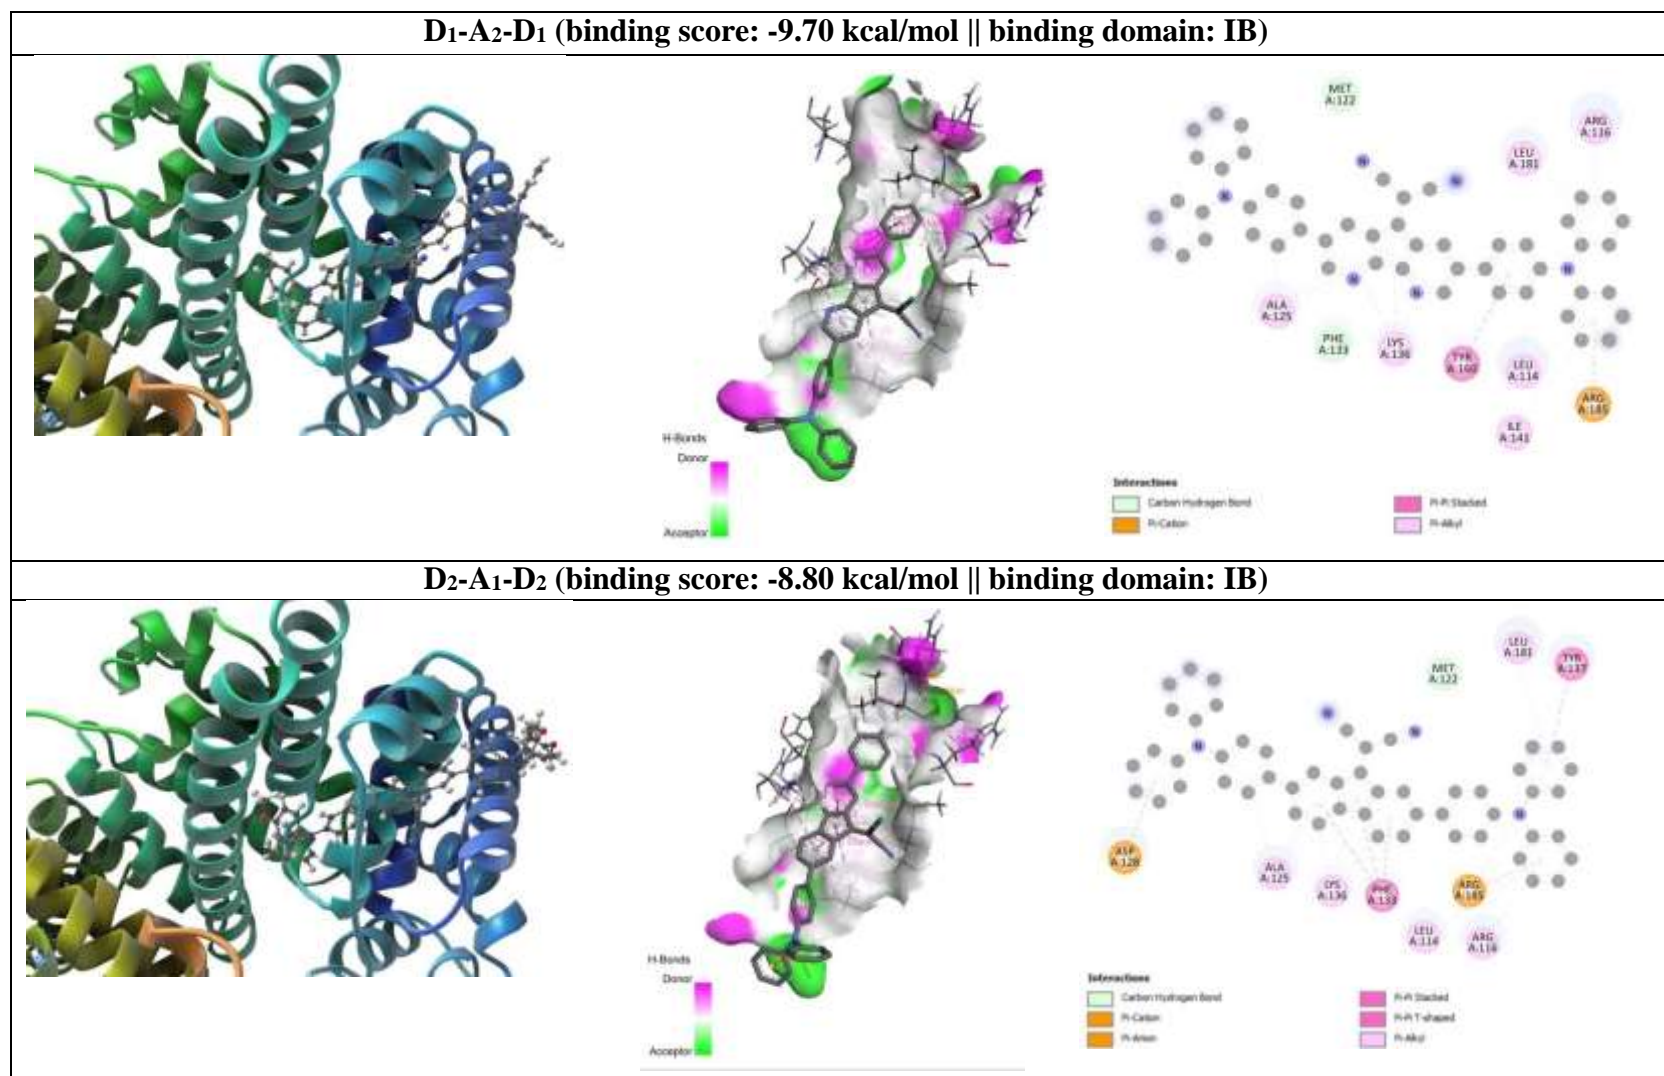 D1-A2-D1 (binding score: -9.70 kcal/mol || binding domain: IB)
H-Bonds
Donor
Acceptor
MET
A:122
ARG
A:116
LEU
A:181
ALA
A:125
PHE
A:133
LYS
A:136
TYR
LEU
A:114
ARG
A:185
ILE
A:141
N
N
N
N
N
N
Interactions
Carbon Hydrogen Bond
Pi-Cation
Pi-Pi Stacked
Pi-Alkyl
D2-A1-D2 (binding score: -8.80 kcal/mol || binding domain: IB)
H-Bonds
Donor
Acceptor
LEU
A:181
TYR
A:137
MET
A:122
ASP
A:128
ALA
A:125
LYS
A:136
PHE
A:133
ARG
A:185
LEU
A:114
ARG
A:116
N
N
N
N
Interactions
Carbon Hydrogen Bond
Pi-Cation
Pi-Anion
Pi-Pi Stacked
Pi-Pi T-shaped
Pi-Alkyl